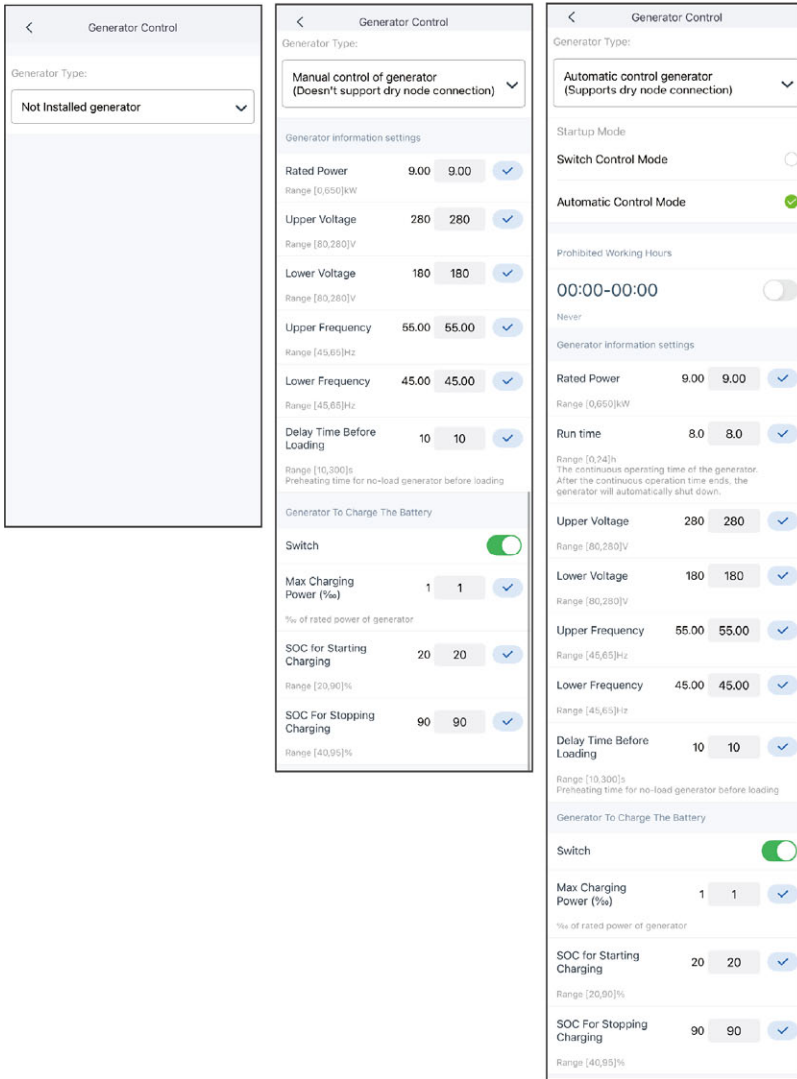 Generator Control
Generator Type:
Not Installed generator
Generator Control
Generator Type:
Manual control of generator
(Doesn't support dry node connection)
Generator information settings
Rated Power 9.00 9.00
Range [0,650]kW
Upper Voltage 280 280
Range [80,280]V
Lower Voltage 180 180
Range [80,280]V
Upper Frequency 55.00 55.00
Range [45,65]Hz
Lower Frequency 45.00 45.00
Range [45,65]Hz
Delay Time Before
Loading 10 10
Range [10,300]s
Preheating time for no-load generator before loading
Generator To Charge The Battery
Switch
Max Charging
Power (‰) 1 1
‰ of rated power of generator
SOC for Starting
Charging 20 20
Range [20,90]%
SOC For Stopping
Charging 90 90
Range [40,95]%
Generator Control
Generator Type:
Automatic control generator
(Supports dry node connection)
Startup Mode
Switch Control Mode
Automatic Control Mode
Prohibited Working Hours
00:00-00:00
Never
Generator information settings
Rated Power 9.00 9.00
Range [0,650]kW
Run time 8.0 8.0
Range [0,24]h
The continuous operating time of the generator.
After the continuous operation time ends, the
generator will automatically shut down.
Upper Voltage 280 280
Range [80,280]V
Lower Voltage 180 180
Range [80,280]V
Upper Frequency 55.00 55.00
Range [45,65]Hz
Lower Frequency 45.00 45.00
Range [45,65]Hz
Delay Time Before
Loading 10 10
Range [10,300]s
Preheating time for no-load generator before loading
Generator To Charge The Battery
Switch
Max Charging
Power (‰) 1 1
‰ of rated power of generator
SOC for Starting
Charging 20 20
Range [20,90]%
SOC For Stopping
Charging 90 90
Range [40,95]%